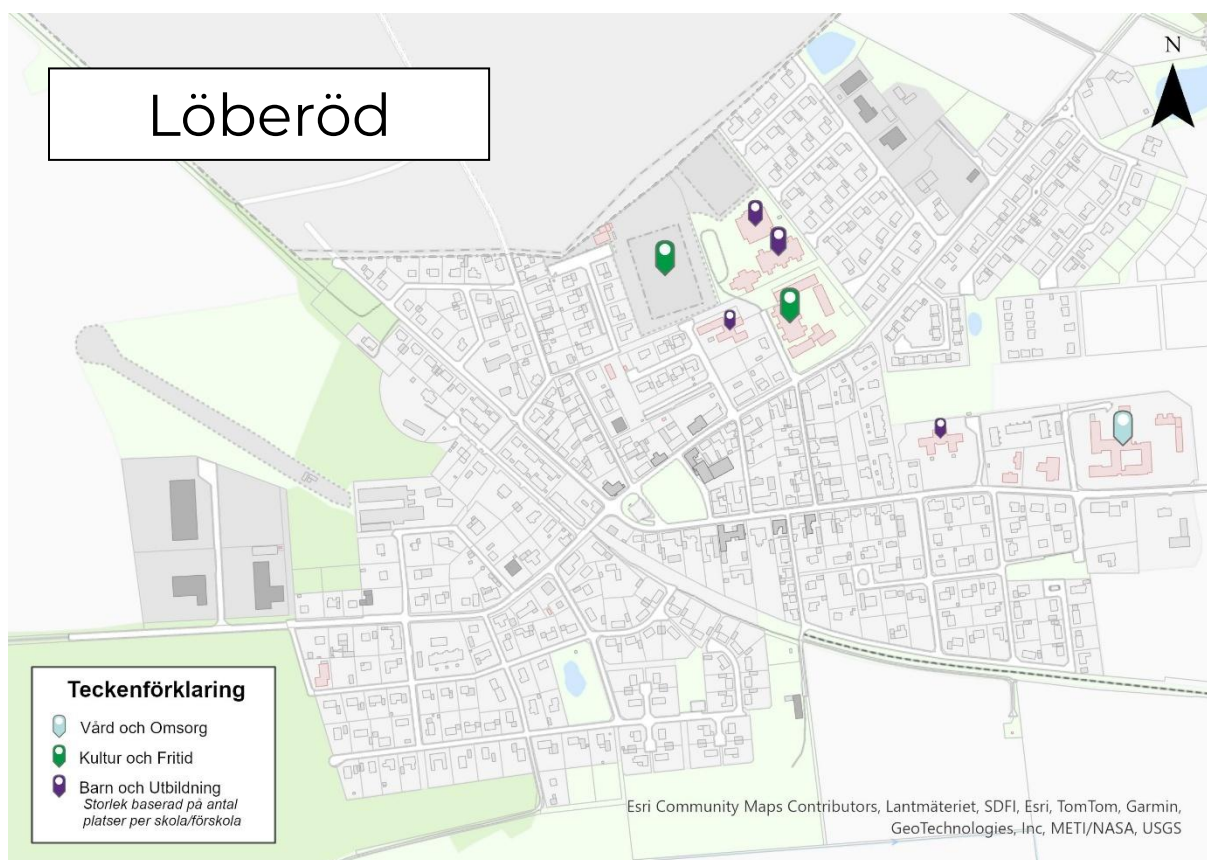 Löberöd
N
Teckenförklaring
Vård och Omsorg
Kultur och Fritid
Barn och Utbildning
Storlek baserad på antal
platser per skola/förskola
Esri Community Maps Contributors, Lantmäteriet, SDFI, Esri, TomTom, Garmin,
GeoTechnologies, Inc, METI/NASA, USGS